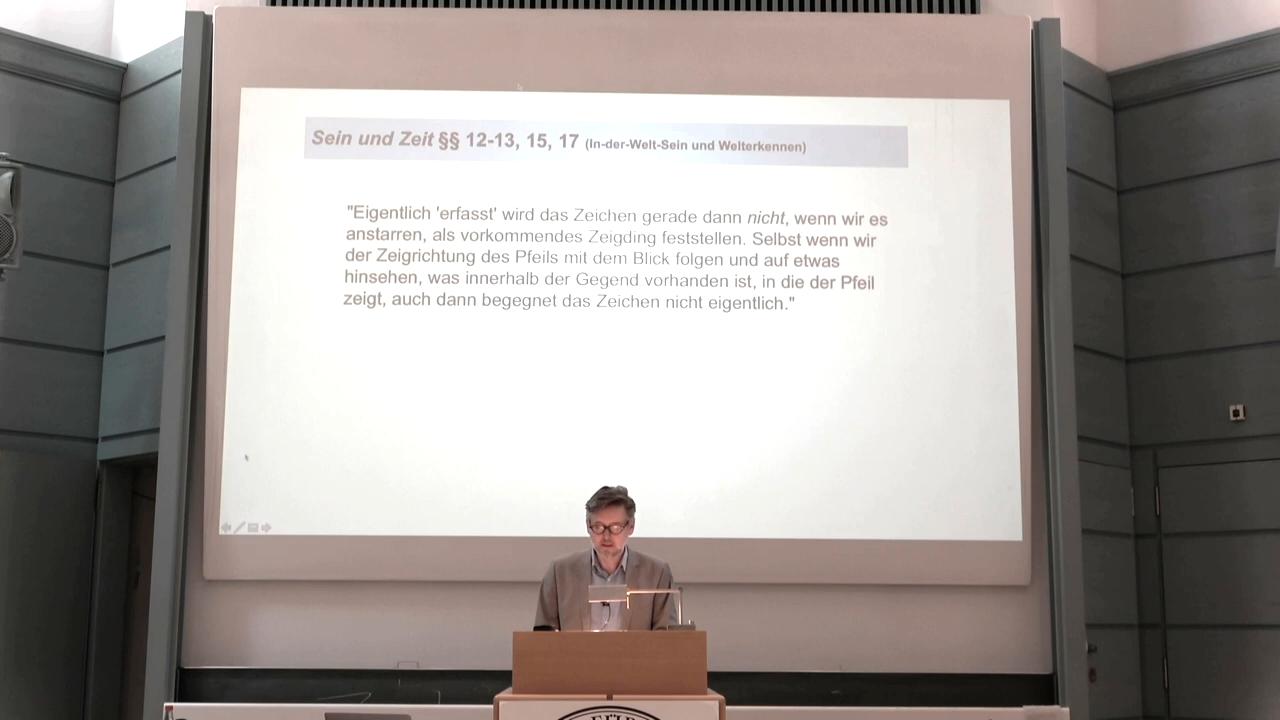 Sein und Zeit §§ 12-13, 15, 17 (In-der-Welt-Sein und Welterkennen)
"Eigentlich 'erfasst' wird das Zeichen gerade dann nicht, wenn wir es
anstarren, als vorkommendes Zeigding feststellen. Selbst wenn wir
der Zeigrichtung des Pfeils mit dem Blick folgen und auf etwas
hinsehen, was innerhalb der Gegend vorhanden ist, in die der Pfeil
zeigt, auch dann begegnet das Zeichen nicht eigentlich."